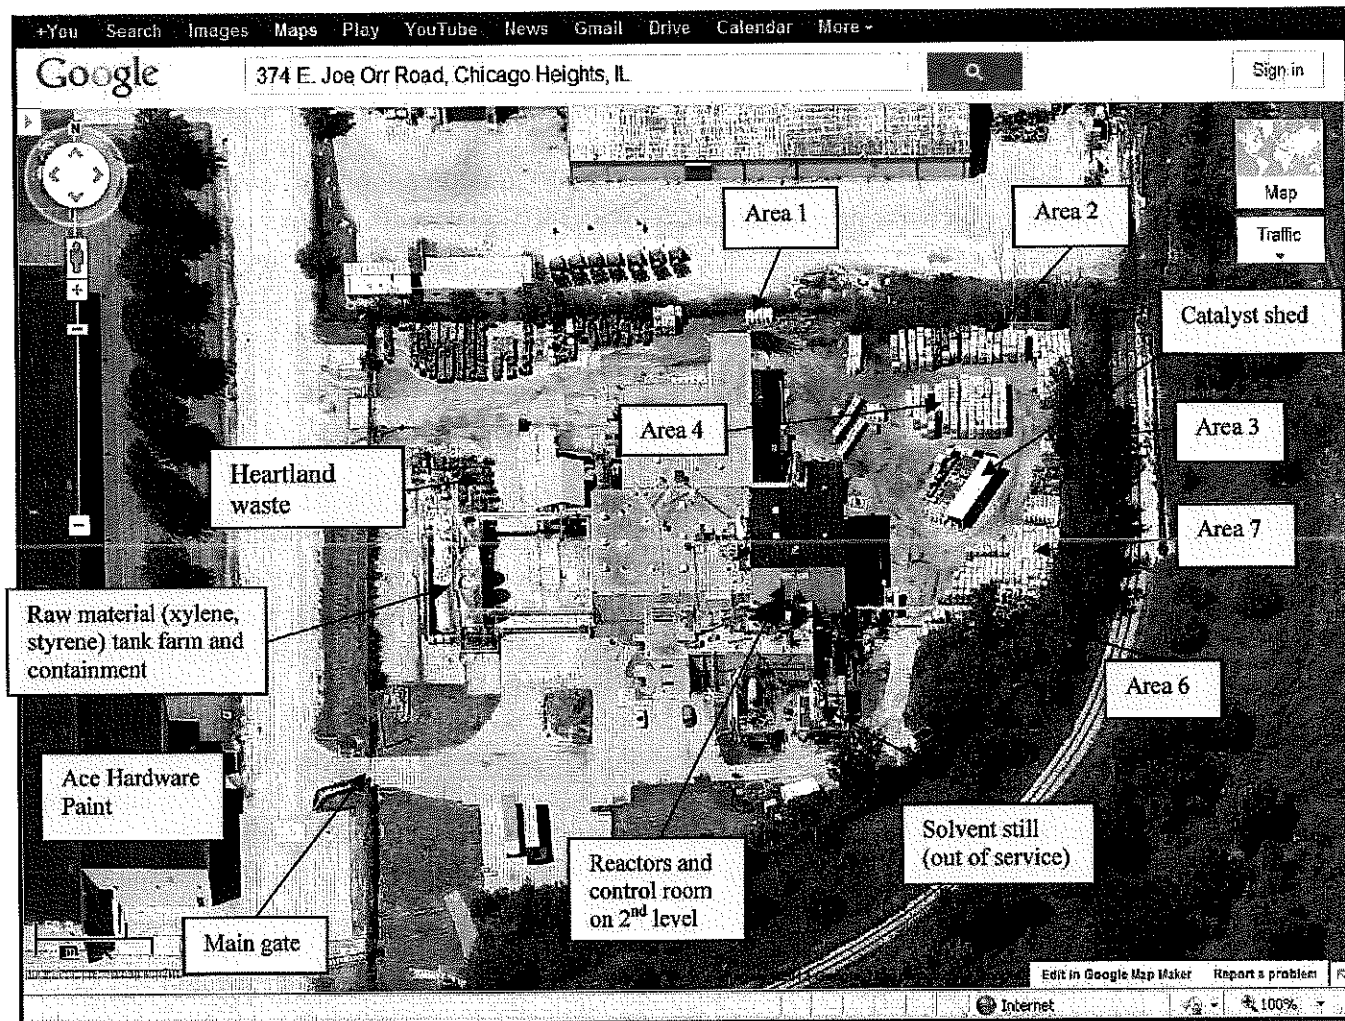 +You Search Images Maps Play YouTube News Gmail Drive Calendar More
Google
374 E. Joe Orr Road, Chicago Heights, IL
Sign in
N
Map
Traffic
Area 1
Area 2
Catalyst shed
Area 4
Area 3
Heartland
waste
Area 7
Raw material (xylene,
styrene) tank farm and
containment
Area 6
Ace Hardware
Paint
Solvent still
(out of service)
Reactors and
control room
on 2nd level
Main gate
Edit in Google Map Maker Report a problem
Internet
100%